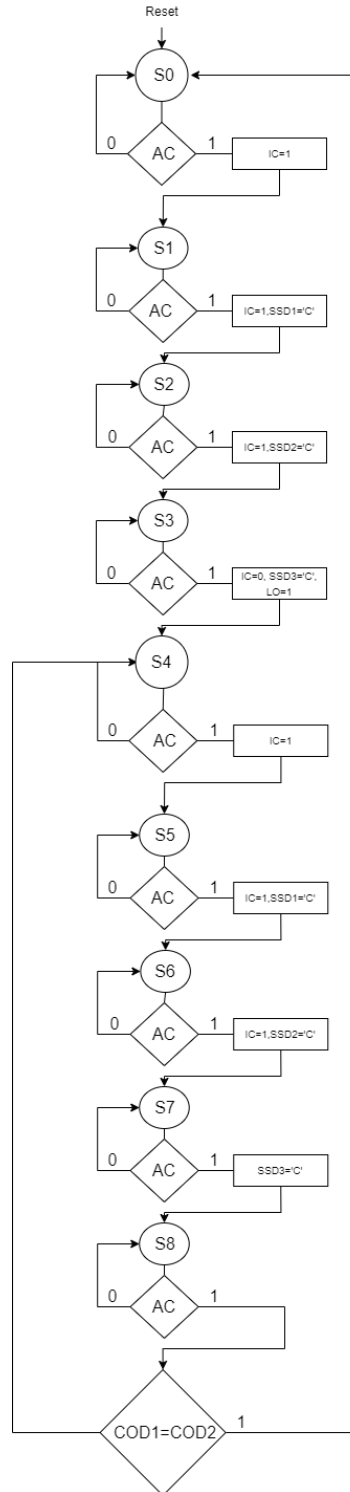 Reset
S0
0
AC
1
IC=1
S1
0
AC
1
IC=1,SSD1='C'
S2
0
AC
1
IC=1,SSD2='C'
S3
0
AC
1
IC=0, SSD3='C',
LO=1
S4
0
AC
1
IC=1
S5
0
AC
1
IC=1,SSD1='C'
S6
0
AC
1
IC=1,SSD2='C'
S7
0
AC
1
SSD3='C'
S8
0
AC
1
COD1=COD2
1